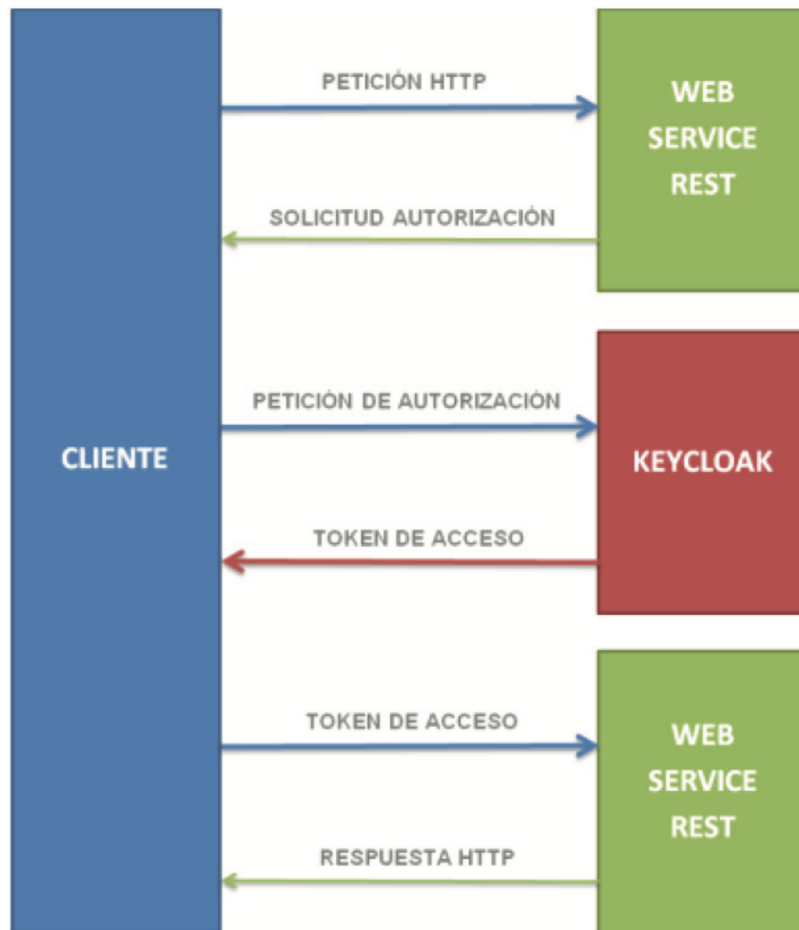 PETICIÓN HTTP
WEB
SERVICE
REST
SOLICITUD AUTORIZACIÓN
PETICIÓN DE AUTORIZACIÓN
CLIENTE
KEYCLOAK
TOKEN DE ACCESO
TOKEN DE ACCESO
WEB
SERVICE
REST
RESPUESTA HTTP